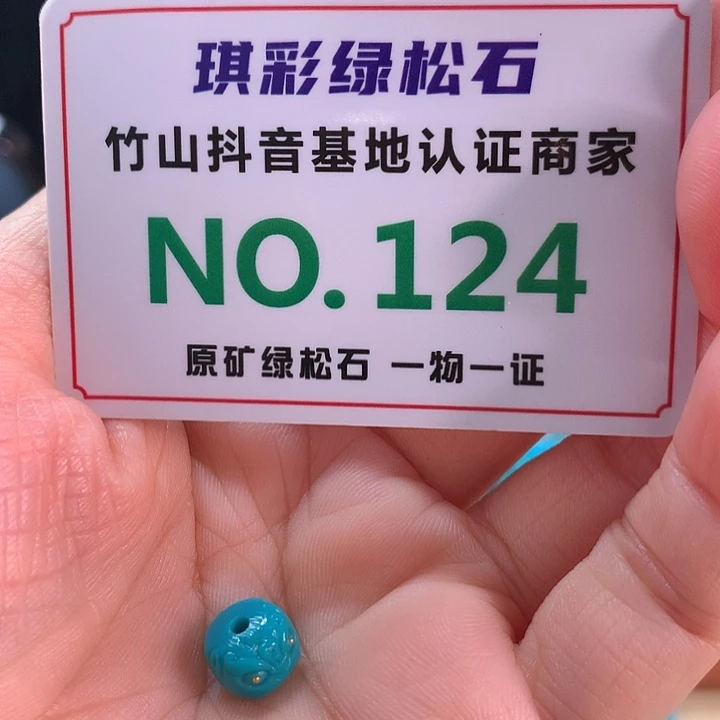 琪彩绿松石
竹山抖音基地认证商家
NO.124
原矿绿松石 一物一证